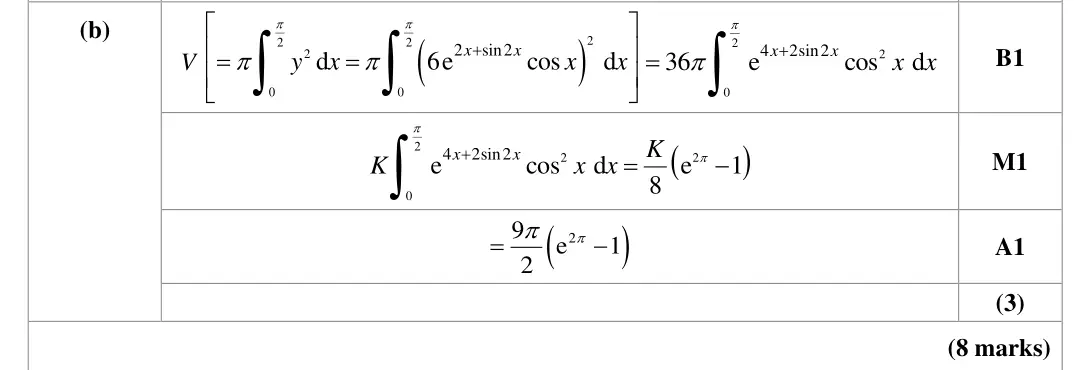 (b) V [ = π ∫₀^(π/2) y² dx = π ∫₀^(π/2) (6e^(2x+sin2x) cos x)² dx ] = 36π ∫₀^(π/2) e^(4x+2sin2x) cos² x dx B1
K ∫₀^(π/2) e^(4x+2sin2x) cos² x dx = K/8 (e^(2π) − 1) M1
= 9π/2 (e^(2π) − 1) A1
(3)
(8 marks)